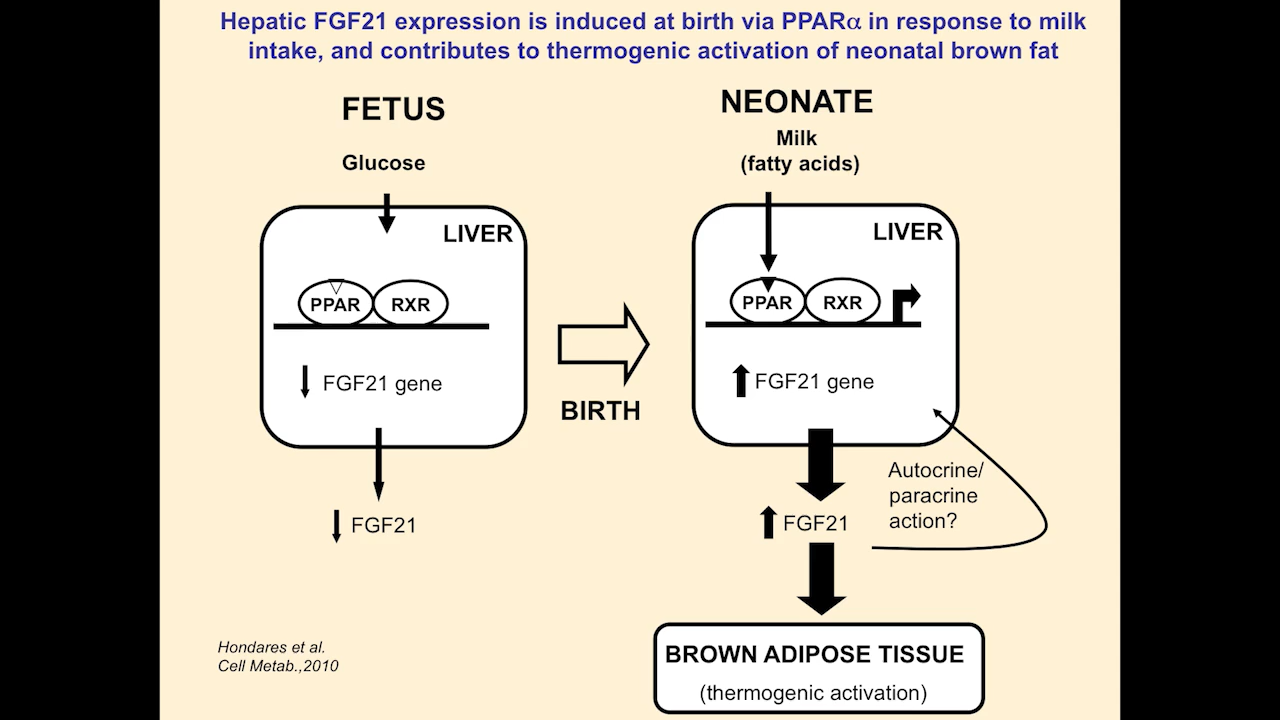 Hepatic FGF21 expression is induced at birth via PPARα in response to milk
intake, and contributes to thermogenic activation of neonatal brown fat
FETUS
Glucose
LIVER
PPAR
RXR
FGF21 gene
FGF21
BIRTH
NEONATE
Milk
(fatty acids)
LIVER
PPAR
RXR
FGF21 gene
Autocrine/
paracrine
action?
FGF21
BROWN ADIPOSE TISSUE
(thermogenic activation)
Hondares et al.
Cell Metab.,2010